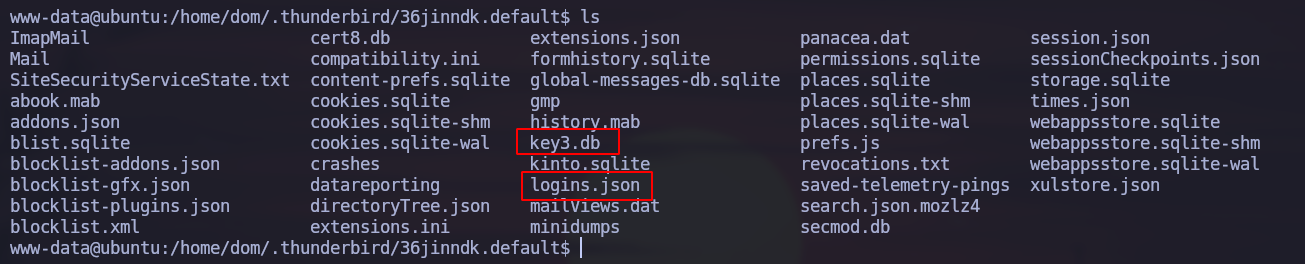 www-data@ubuntu:/home/dom/.thunderbird/36jinndk.default$ ls
ImapMail cert8.db extensions.json panacea.dat session.json
Mail compatibility.ini formhistory.sqlite permissions.sqlite sessionCheckpoints.json
SiteSecurityServiceState.txt content-prefs.sqlite global-messages-db.sqlite places.sqlite storage.sqlite
abook.mab cookies.sqlite gmp places.sqlite-shm times.json
addons.json cookies.sqlite-shm history.mab places.sqlite-wal webappsstore.sqlite
blist.sqlite cookies.sqlite-wal key3.db prefs.js webappsstore.sqlite-shm
blocklist-addons.json crashes kinto.sqlite revocations.txt webappsstore.sqlite-wal
blocklist-gfx.json datareporting logins.json saved-telemetry-pings xulstore.json
blocklist-plugins.json directoryTree.json mailViews.dat search.json.mozlz4
blocklist.xml extensions.ini minidumps secmod.db
www-data@ubuntu:/home/dom/.thunderbird/36jinndk.default$